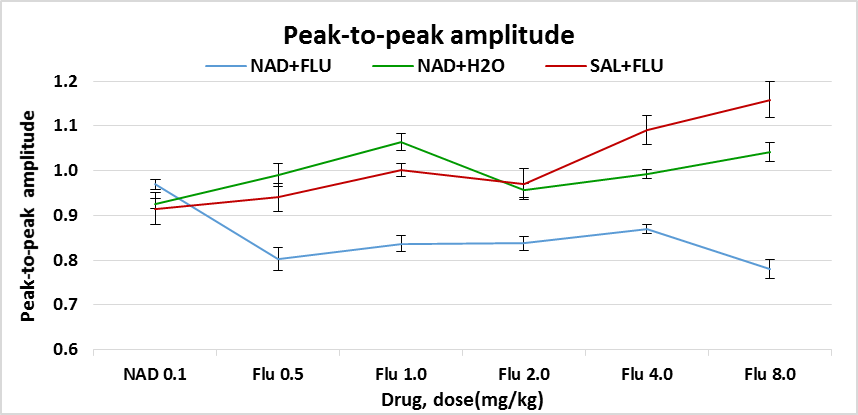 Peak-to-peak amplitude
NAD+FLU NAD+H2O SAL+FLU
Peak-to-peak amplitude
1.2
1.1
1.0
0.9
0.8
0.7
0.6
NAD 0.1 Flu 0.5 Flu 1.0 Flu 2.0 Flu 4.0 Flu 8.0
Drug, dose(mg/kg)